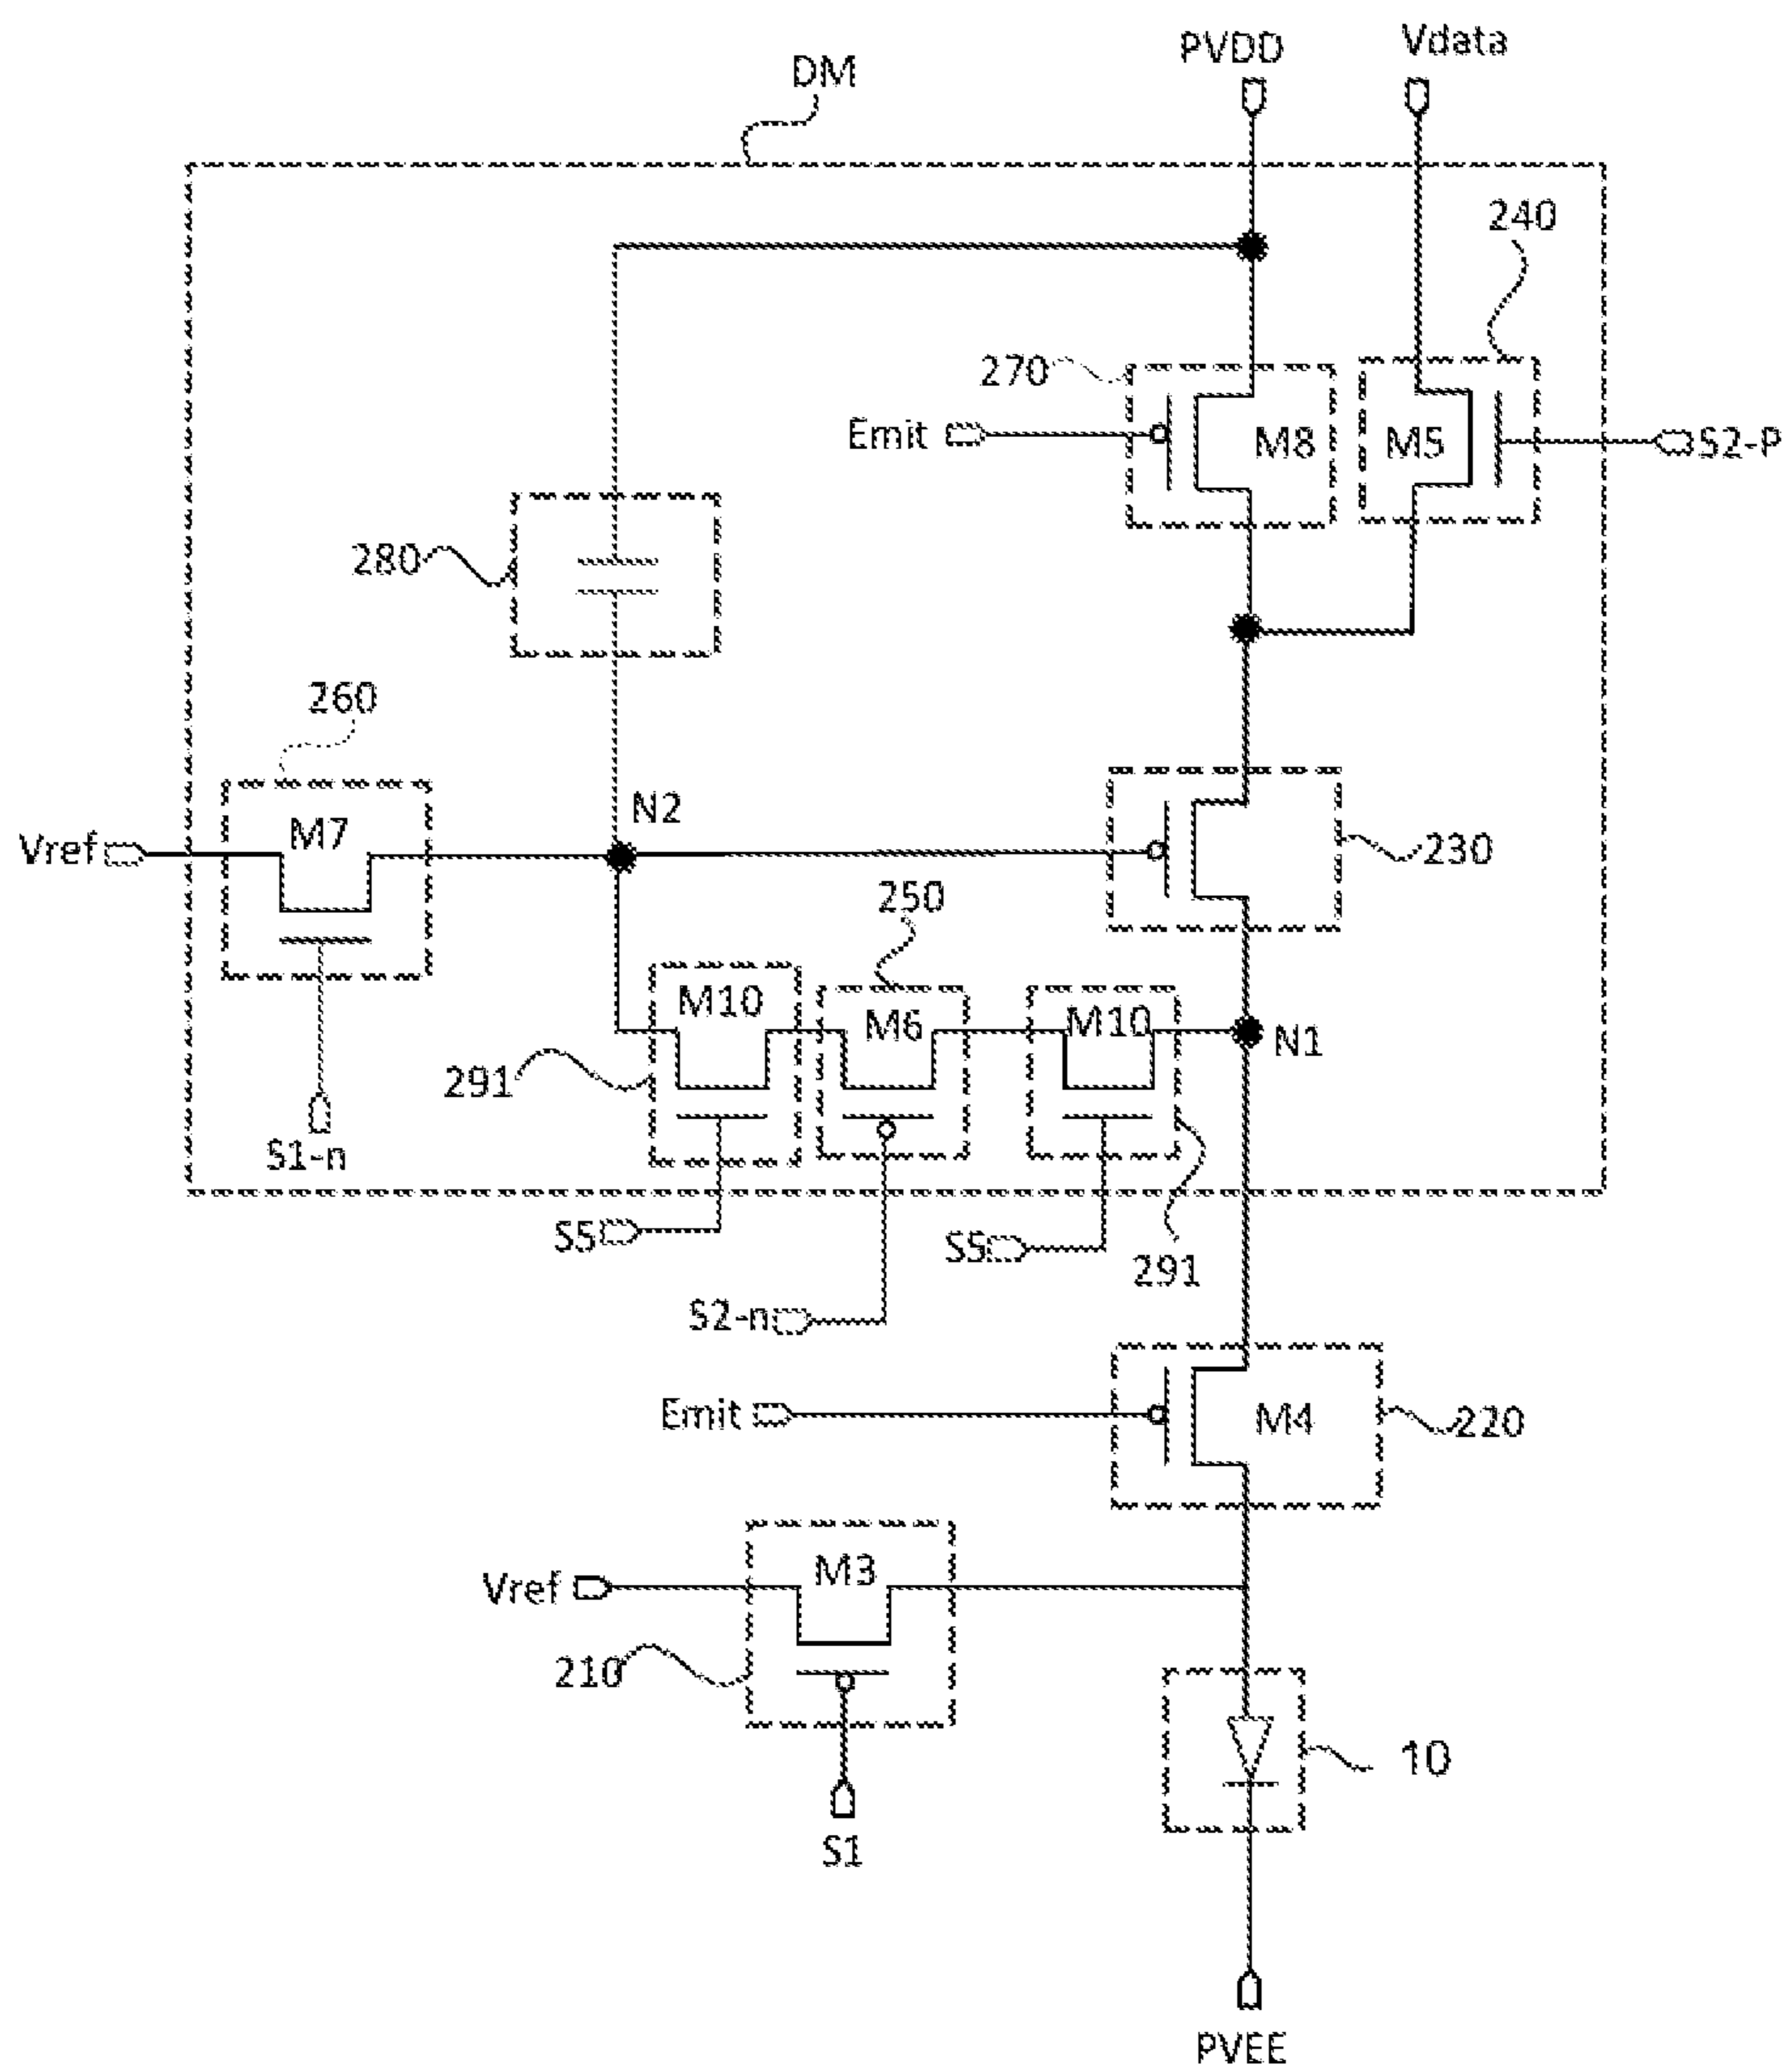 PVDD
Vdata
DM
240
270
Emit
M8
M5
S2-P
280
260
M7
N2
Vref
230
250
M10
M6
M10
N1
291
S1-n
S5
S5
291
S2-n
Emit
M4
220
M3
Vref
210
10
S1
PVEE